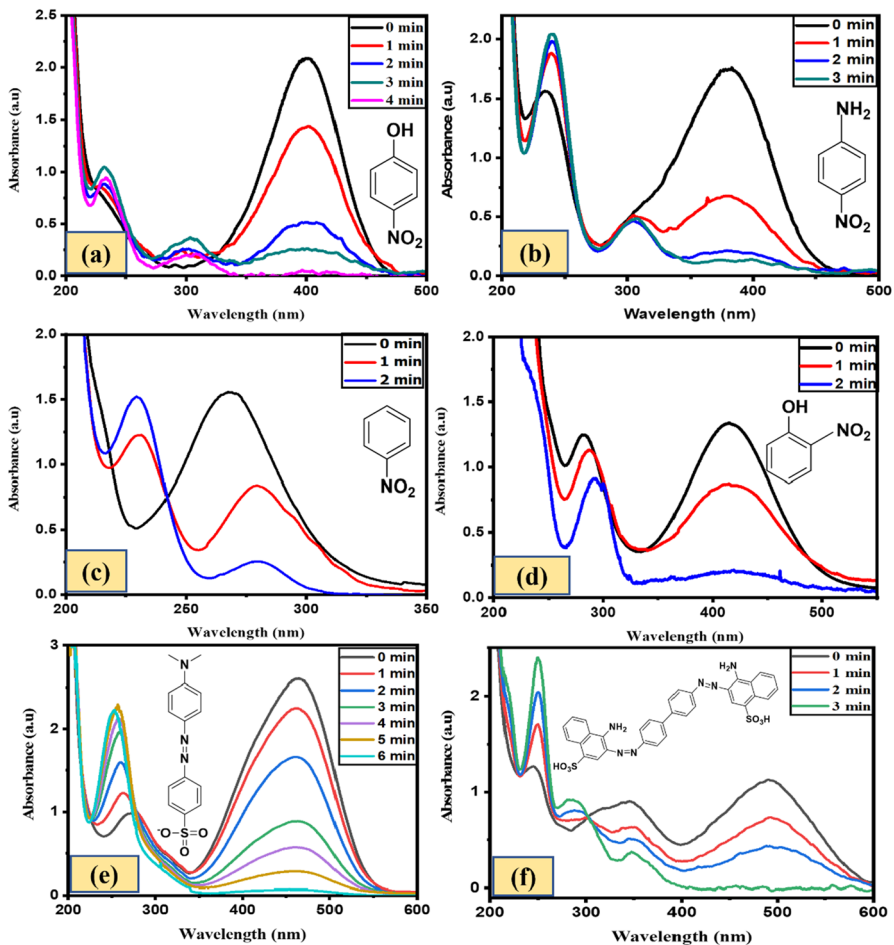 2.5
2.0
1.5
1.0
0.5
0.0
Absorbance (a.u)
0 min
1 min
2 min
3 min
4 min
OH
NO2
(a)
200
300
400
500
600
Wavelength (nm)
2.5
2.0
1.5
1.0
0.5
0.0
Absorbance (a.u)
0 min
1 min
2 min
3 min
NH2
NO2
(b)
200
300
400
500
600
Wavelength (nm)
2.0
1.5
1.0
0.5
0.0
Absorbance (a.u)
0 min
1 min
2 min
NO2
(c)
200
250
300
350
Wavelength (nm)
2.0
1.5
1.0
0.5
0.0
Absorbance (a.u)
0 min
1 min
2 min
OH
NO2
(d)
200
300
400
500
Wavelength (nm)
3
2
1
0
Absorbance (a.u)
0 min
1 min
2 min
3 min
4 min
5 min
6 min
N
N=N
-O-S=O
O
(e)
200
300
400
500
600
Wavelength (nm)
2
1
0
Absorbance (a.u)
0 min
1 min
2 min
3 min
NH2
N=N
SO3H
NH2
N=N
HO3S
(f)
200
300
400
500
600
Wavelength (nm)